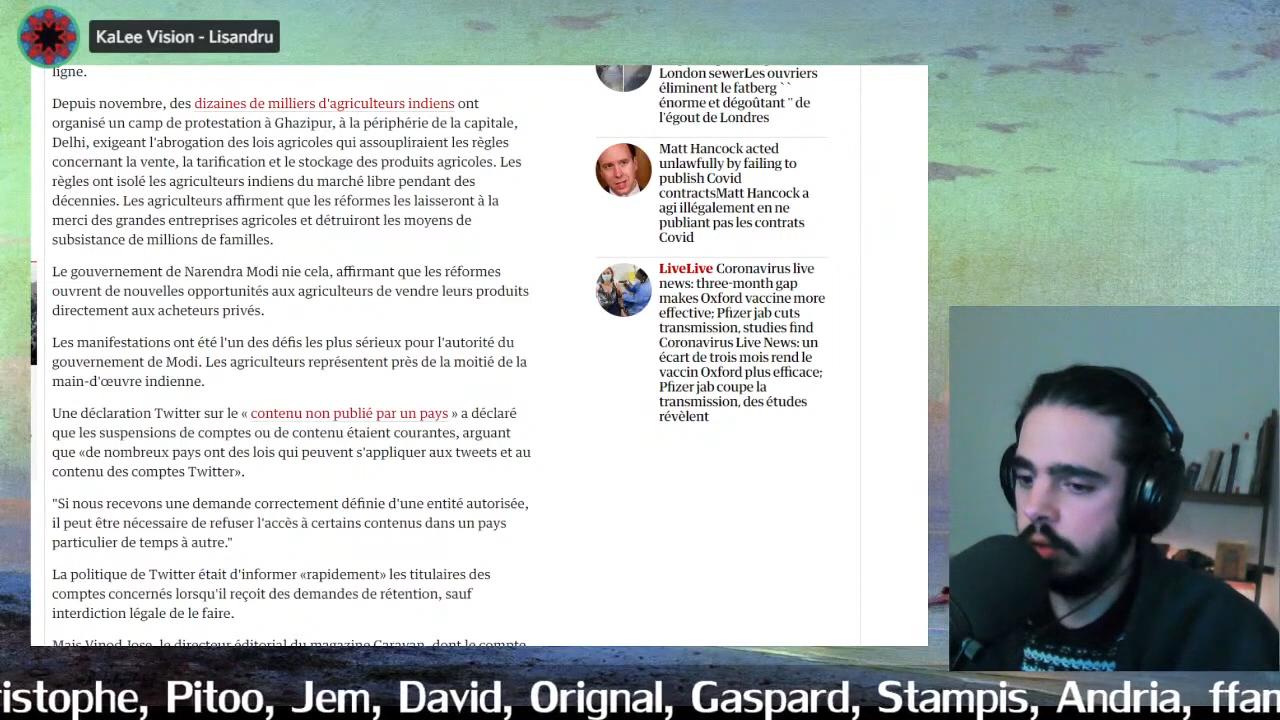 KaLee Vision - Lisandru
ligne.
Depuis novembre, des dizaines de milliers d'agriculteurs indiens ont
organisé un camp de protestation à Ghazipur, à la périphérie de la capitale,
Delhi, exigeant l'abrogation des lois agricoles qui assoupliraient les règles
concernant la vente, la tarification et le stockage des produits agricoles. Les
règles ont isolé les agriculteurs indiens du marché libre pendant des
décennies. Les agriculteurs affirment que les réformes les laisseront à la
merci des grandes entreprises agricoles et détruiront les moyens de
subsistance de millions de familles.
Le gouvernement de Narendra Modi nie cela, affirmant que les réformes
ouvrent de nouvelles opportunités aux agriculteurs de vendre leurs produits
directement aux acheteurs privés.
Les manifestations ont été l'un des défis les plus sérieux pour l'autorité du
gouvernement de Modi. Les agriculteurs représentent près de la moitié de la
main-d'œuvre indienne.
Une déclaration Twitter sur le « contenu non publié par un pays » a déclaré
que les suspensions de comptes ou de contenu étaient courantes, arguant
que «de nombreux pays ont des lois qui peuvent s'appliquer aux tweets et au
contenu des comptes Twitter».
"Si nous recevons une demande correctement définie d'une entité autorisée,
il peut être nécessaire de refuser l'accès à certains contenus dans un pays
particulier de temps à autre."
La politique de Twitter était d'informer «rapidement» les titulaires des
comptes concernés lorsqu'il reçoit des demandes de rétention, sauf
interdiction légale de le faire.
Mais Vinod Jose, le directeur éditorial du magazine Caravan, dont le compte
London sewerLes ouvriers
éliminent le fatberg ``
énorme et dégoûtant '' de
l'égout de Londres
Matt Hancock acted
unlawfully by failing to
publish Covid
contractsMatt Hancock a
agi illégalement en ne
publiant pas les contrats
Covid
LiveLive Coronavirus live
news: three-month gap
makes Oxford vaccine more
effective; Pfizer jab cuts
transmission, studies find
Coronavirus Live News: un
écart de trois mois rend le
vaccin Oxford plus efficace;
Pfizer jab coupe la
transmission, des études
révèlent
istophe, Pitoo, Jem, David, Orignal, Gaspard, Stampis, Andria, ffan